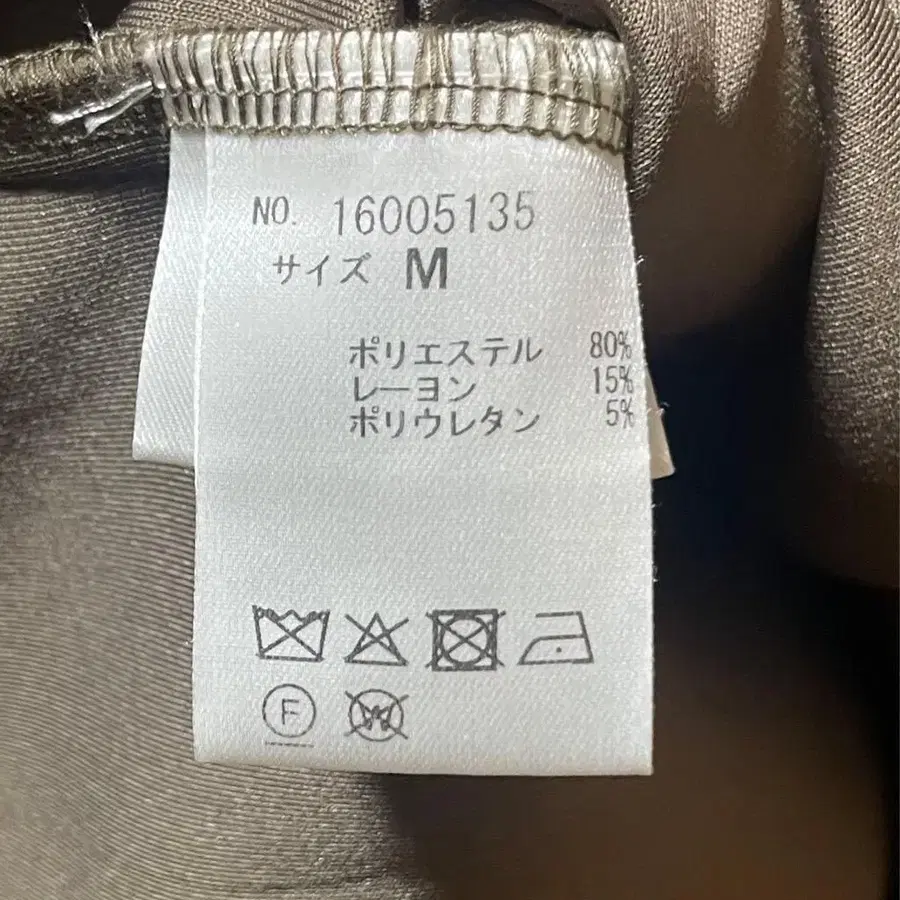 NO. 16005135
サイズ M
ポリエステル 80%
レーヨン 15%
ポリウレタン 5%
F
W